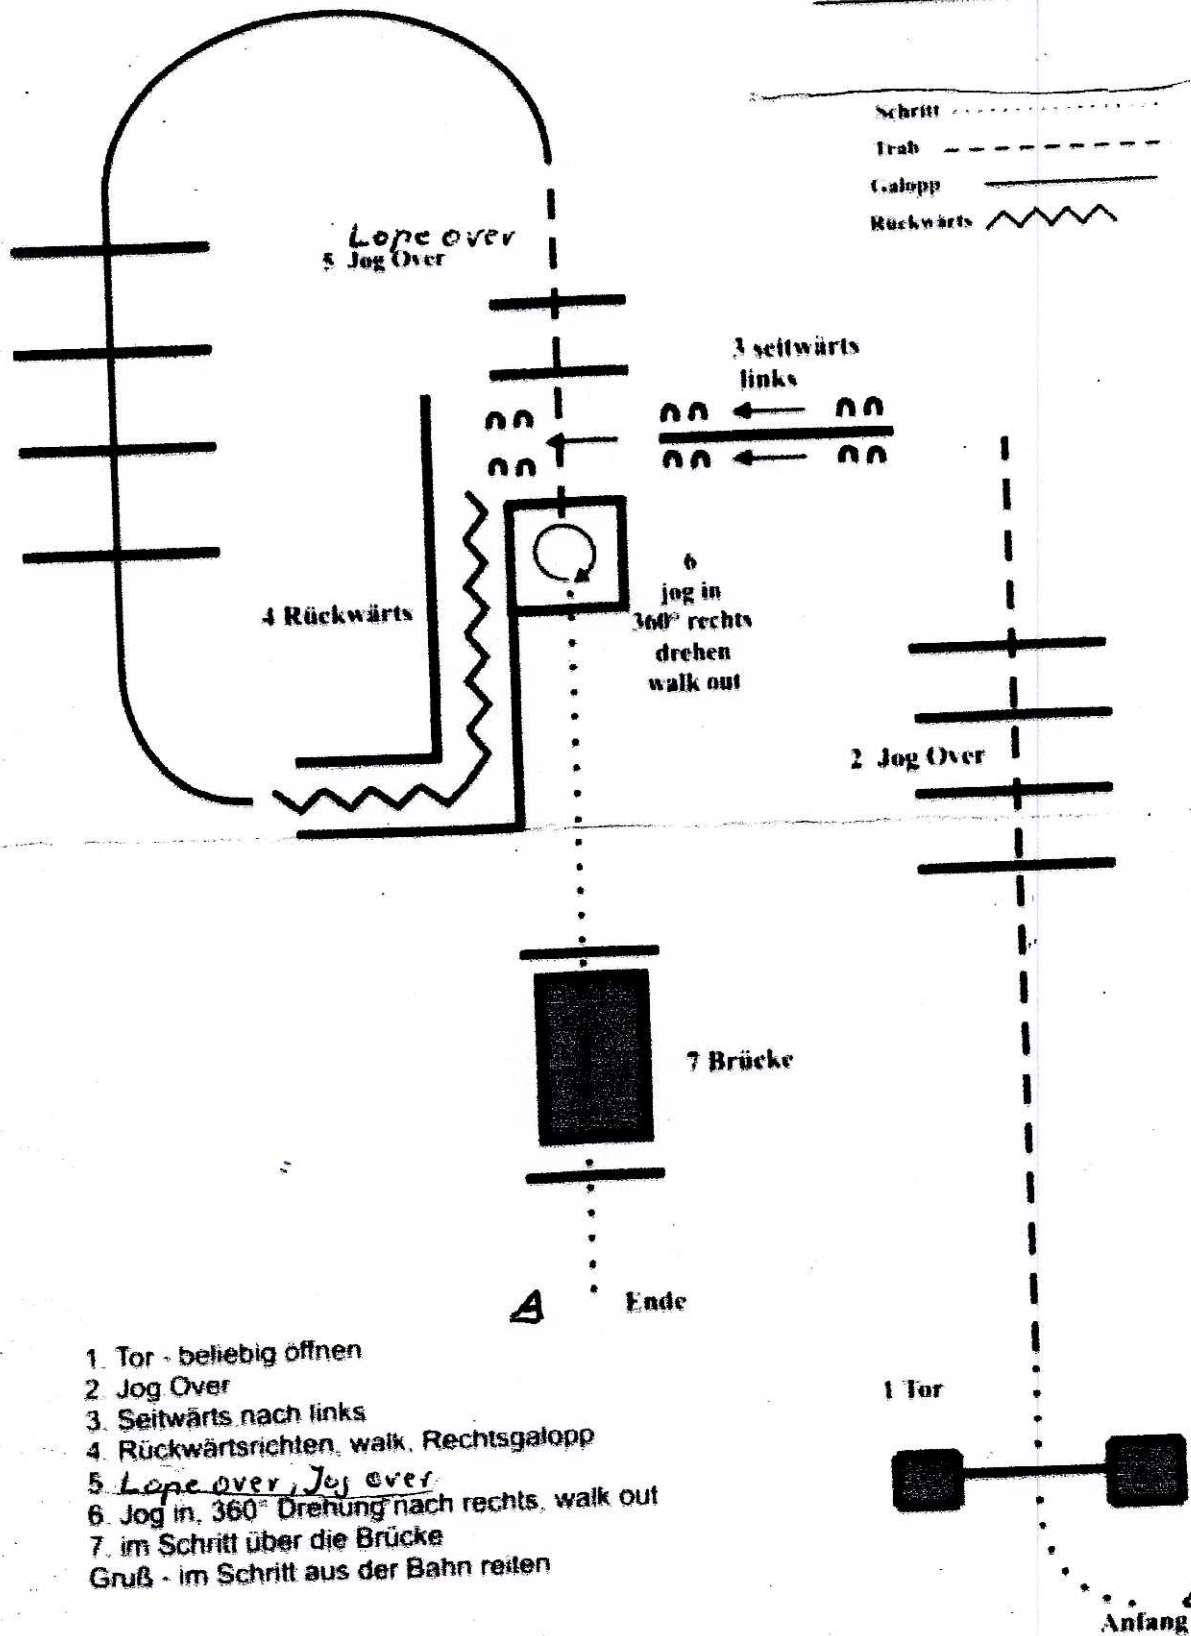 Schritt
Trab
Galopp
Rückwärts
Lope over
5 Jog Over
3 seitwärts
links
6
jog in
360° rechts
drehen
walk out
4 Rückwärts
2 Jog Over
7 Brücke
A Ende
1 Tor
1. Tor - beliebig öffnen
2. Jog Over
3. Seitwärts nach links
4. Rückwärtsrichten, walk, Rechtsgalopp
5. Lope over, Jog over
6. Jog in, 360° Drehung nach rechts, walk out
7. im Schritt über die Brücke
Gruß - im Schritt aus der Bahn reiten
Anfang